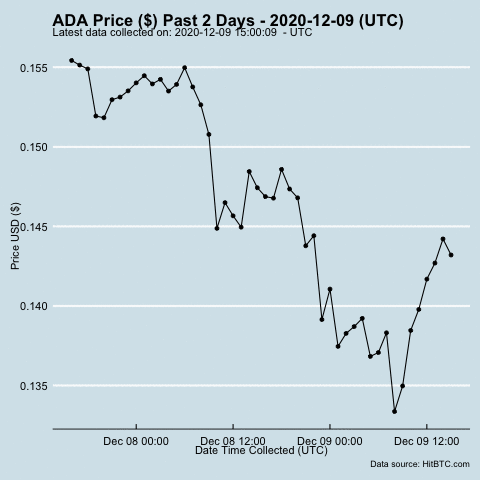 ADA Price ($) Past 2 Days - 2020-12-09 (UTC)
Latest data collected on: 2020-12-09 15:00:09 - UTC
0.155
0.150
0.145
0.140
0.135
Price USD ($)
Dec 08 00:00 Dec 08 12:00 Dec 09 00:00 Dec 09 12:00
Date Time Collected (UTC)
Data source: HitBTC.com